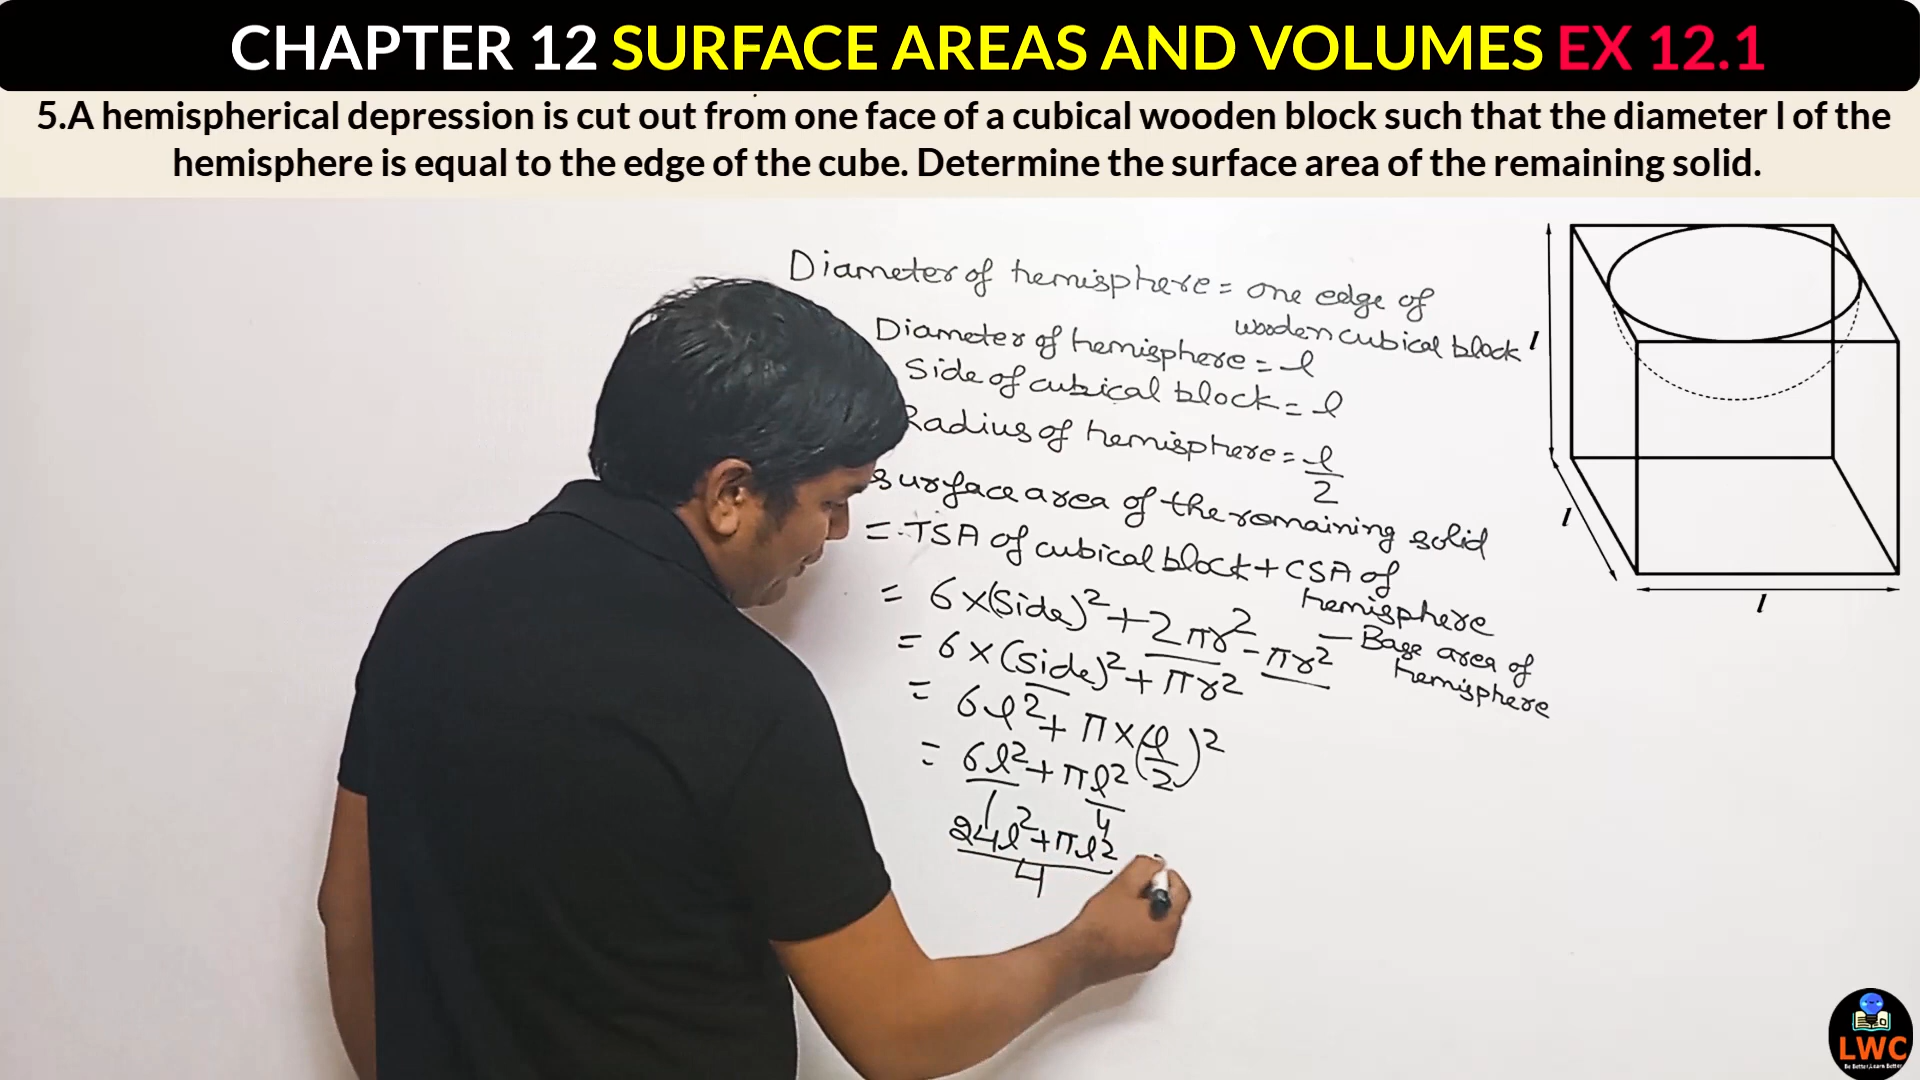 CHAPTER 12 SURFACE AREAS AND VOLUMES EX 12.1
5.A hemispherical depression is cut out from one face of a cubical wooden block such that the diameter l of the
hemisphere is equal to the edge of the cube. Determine the surface area of the remaining solid.
Diameter of hemisphere = one edge of
wooden cubical block
Diameter of hemisphere = l
Side of cubical block = l
Radius of hemisphere = l/2
surface area of the remaining solid
= TSA of cubical block + CSA of
hemisphere
— Base area of
hemisphere
= 6 × (Side)² + 2πr² - πr²
= 6 × (side)² + πr²
= 6l² + π × (l/2)²
= 6l²/1 + πl²/4
24l² + πl²/4
l
l
l
LWC
Be Better, Learn Better